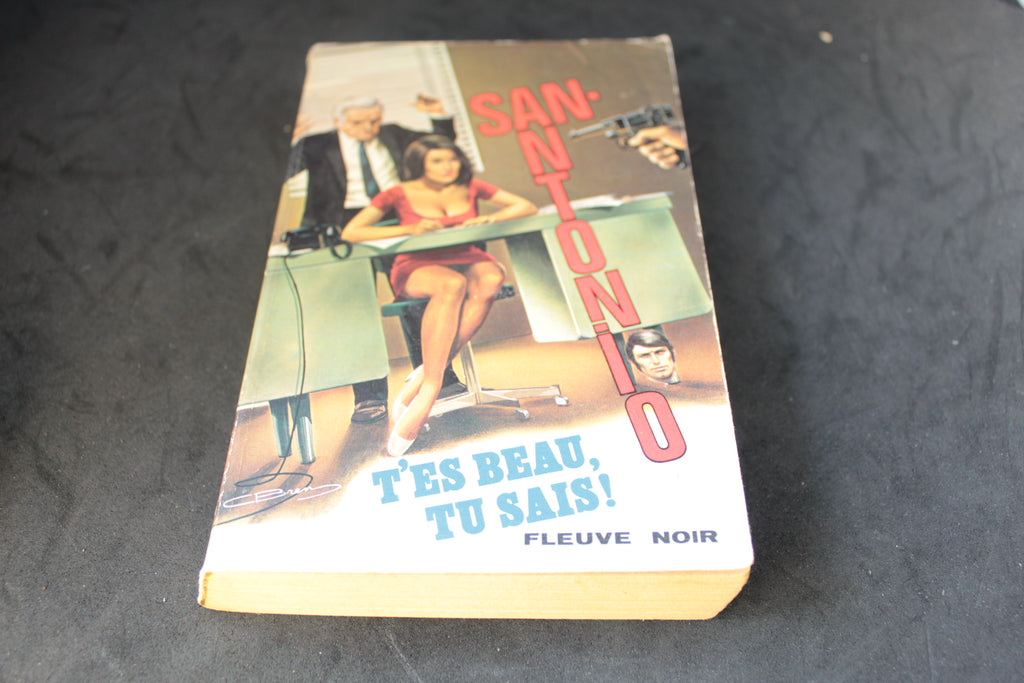 SAN-
ANTONIO
T'ES BEAU,
TU SAIS!
FLEUVE NOIR